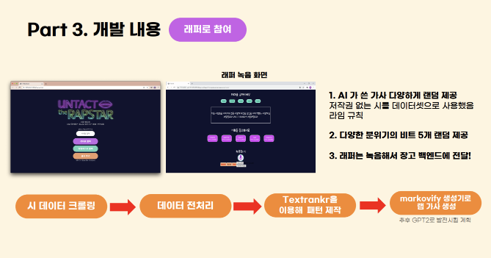 Part 3. 개발 내용
래퍼로 참여
래퍼 녹음 화면
UNTACT
the RAPSTAR
1. AI 가 쓴 가사 다양하게 랜덤 제공
저작권 없는 시를 데이터셋으로 사용했음
라임 규칙
2. 다양한 분위기의 비트 5개 랜덤 제공
3. 래퍼는 녹음해서 장고 백엔드에 전달!
시 데이터 크롤링
데이터 전처리
Textrankr을
이용해 패턴 제작
markovify 생성기로
랩 가사 생성
추후 GPT2로 발전시킬 계획